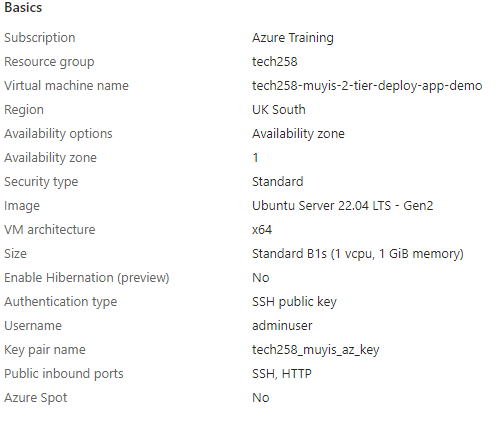 Basics
Subscription Azure Training
Resource group tech258
Virtual machine name tech258-muyis-2-tier-deploy-app-demo
Region UK South
Availability options Availability zone
Availability zone 1
Security type Standard
Image Ubuntu Server 22.04 LTS - Gen2
VM architecture x64
Size Standard B1s (1 vcpu, 1 GiB memory)
Enable Hibernation (preview) No
Authentication type SSH public key
Username adminuser
Key pair name tech258_muyis_az_key
Public inbound ports SSH, HTTP
Azure Spot No